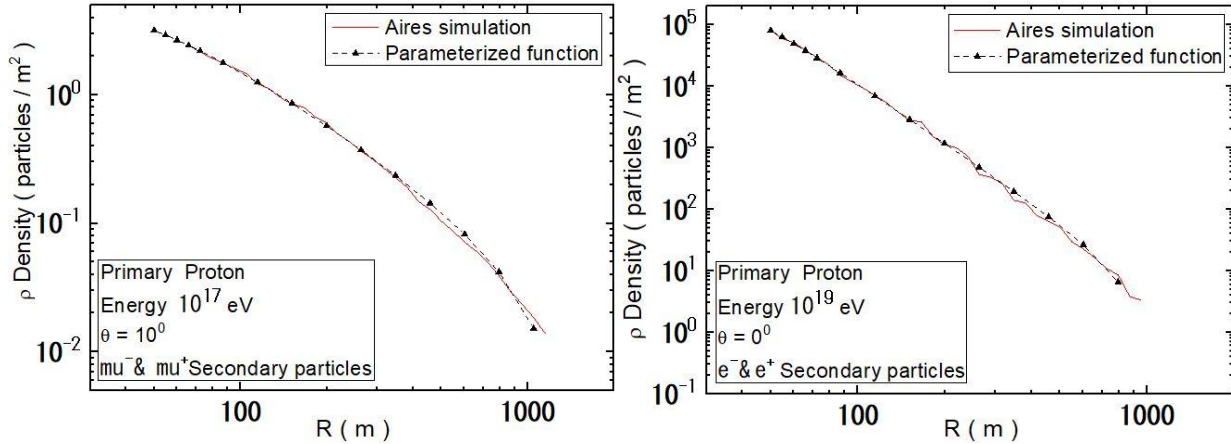 Aires simulation
Parameterized function
10⁰
10⁻¹
10⁻²
ρ Density ( particles / m²)
Primary Proton
Energy 10¹⁷ eV
θ = 10⁰
mu⁻& mu⁺Secondary particles
100
1000
R ( m )
Aires simulation
Parameterized function
10⁵
10⁴
10³
10²
10¹
10⁰
10⁻¹
ρ Density ( particles / m²)
Primary Proton
Energy 10¹⁹ eV
θ = 0⁰
e⁻& e⁺ Secondary particles
100
1000
R ( m )